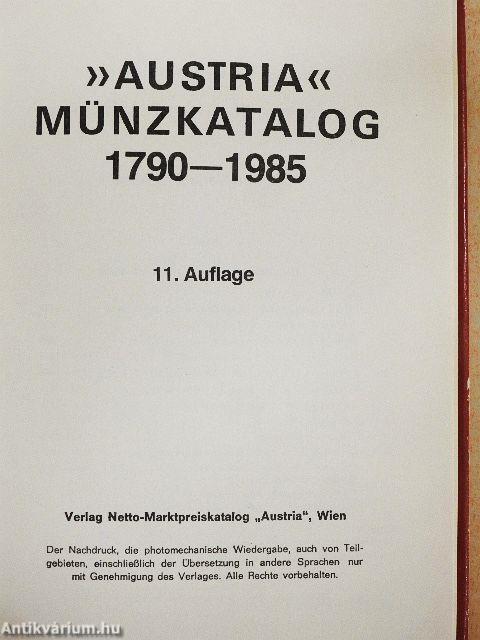 »AUSTRIA«
MÜNZKATALOG
1790—1985
11. Auflage
Verlag Netto-Marktpreiskatalog „Austria", Wien
Der Nachdruck, die photomechanische Wiedergabe, auch von Teil-
gebieten, einschließlich der Übersetzung in andere Sprachen nur
mit Genehmigung des Verlages. Alle Rechte vorbehalten.
Antikvárium.hu